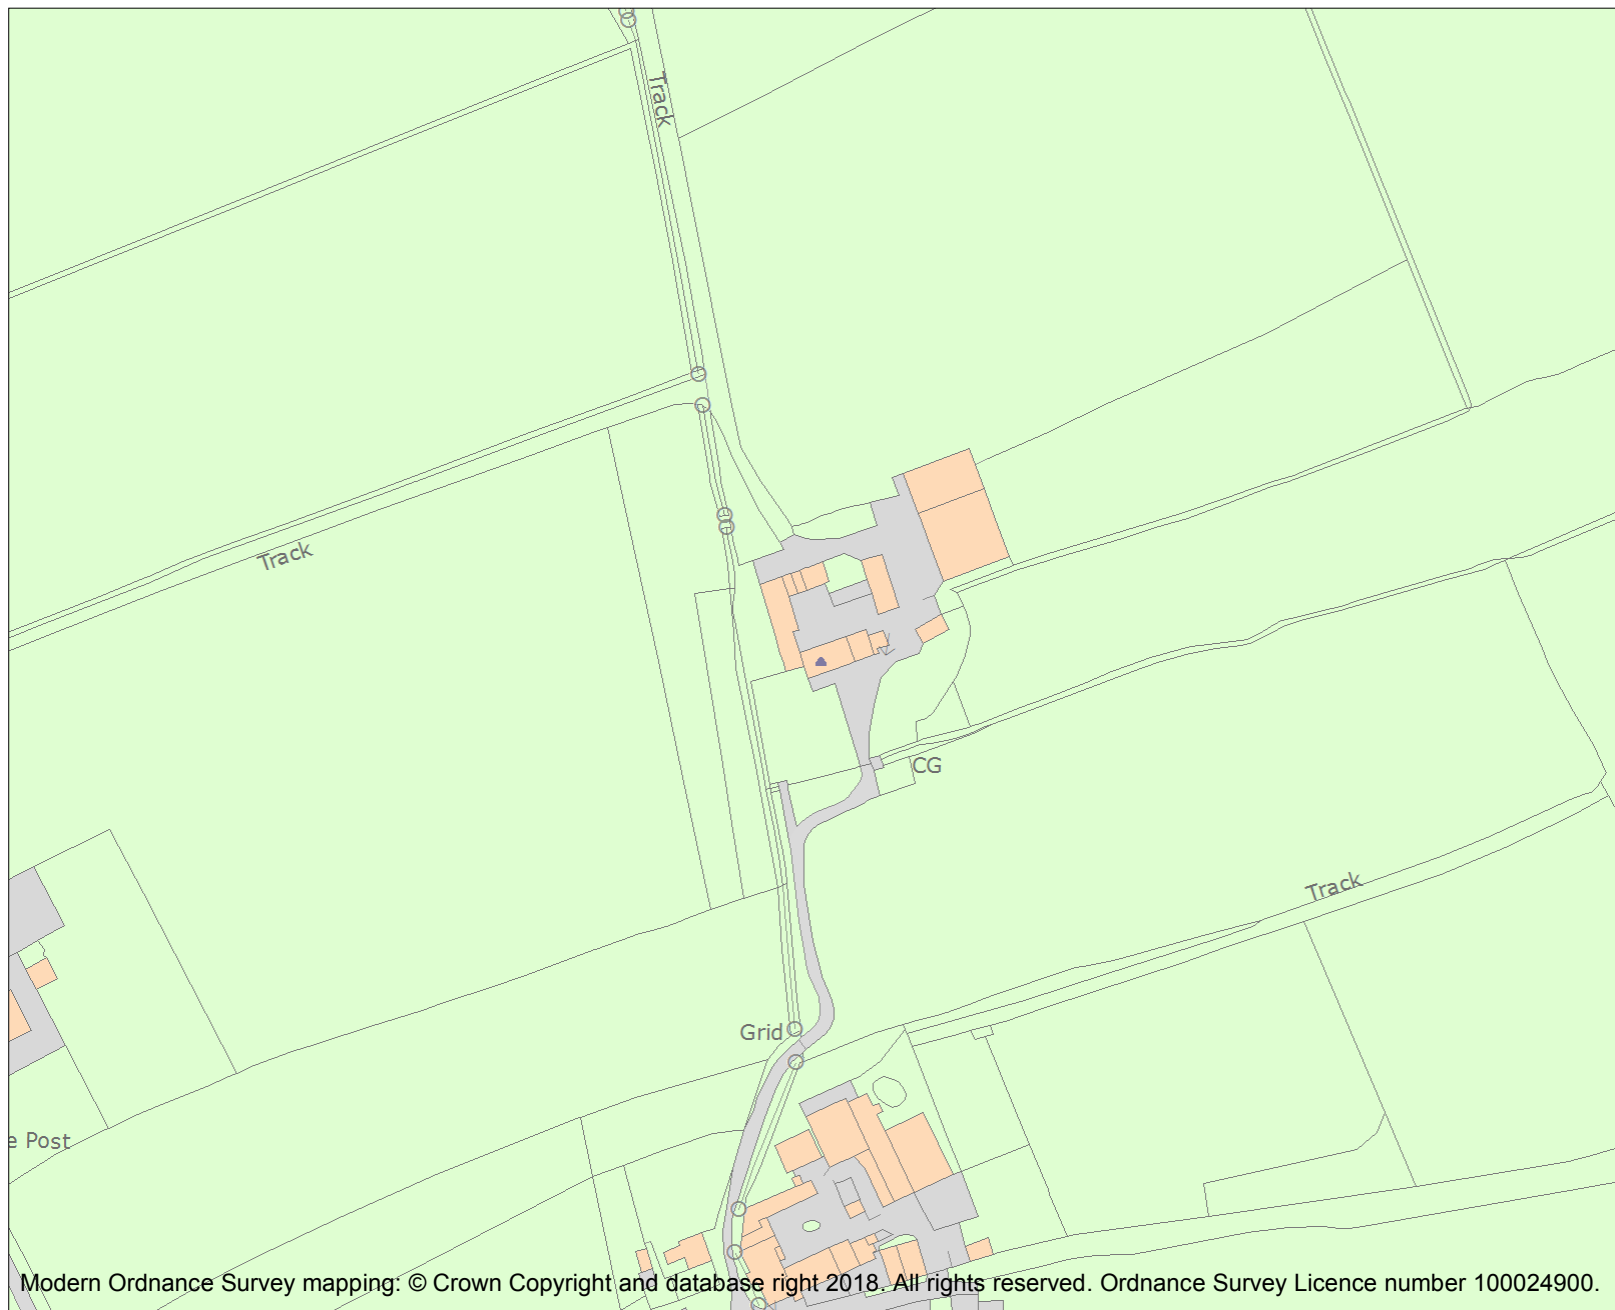 Track
Track
CG
Track
Grid
e Post
Modern Ordnance Survey mapping: © Crown Copyright and database right 2018. All rights reserved. Ordnance Survey Licence number 100024900.